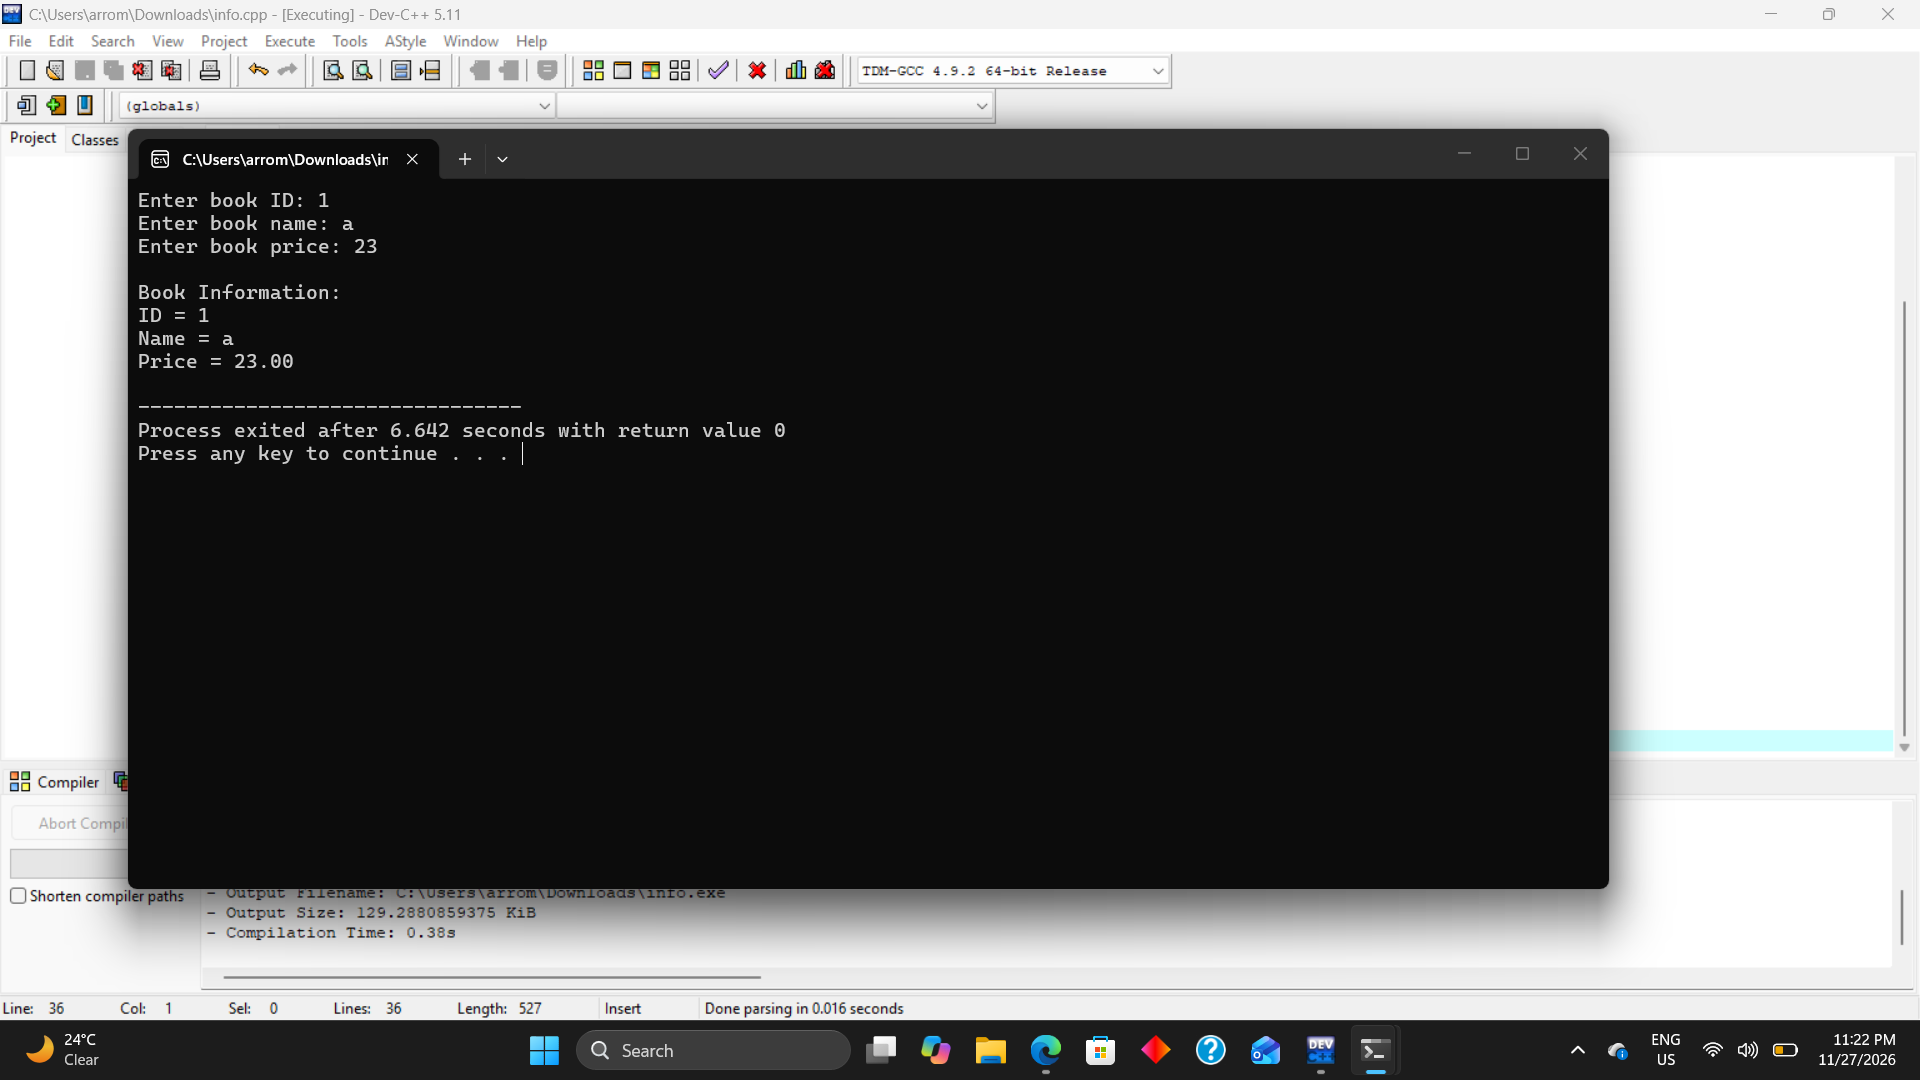 C:\Users\arrom\Downloads\info.cpp - [Executing] - Dev-C++ 5.11
File Edit Search View Project Execute Tools AStyle Window Help
TDM-GCC 4.9.2 64-bit Release
(globals)
Project Classes
C:\Users\arrom\Downloads\in
Enter book ID: 1
Enter book name: a
Enter book price: 23
Book Information:
ID = 1
Name = a
Price = 23.00
--------------------------------
Process exited after 6.642 seconds with return value 0
Press any key to continue . . .
Compiler
Abort Compil
Shorten compiler paths
- Output Filename: C:\Users\arrom\Downloads\info.exe
- Output Size: 129.2880859375 KiB
- Compilation Time: 0.38s
Line: 36 Col: 1 Sel: 0 Lines: 36 Length: 527 Insert Done parsing in 0.016 seconds
24°C
Clear
Search
DEV
ENG
US
11:22 PM
11/27/2026